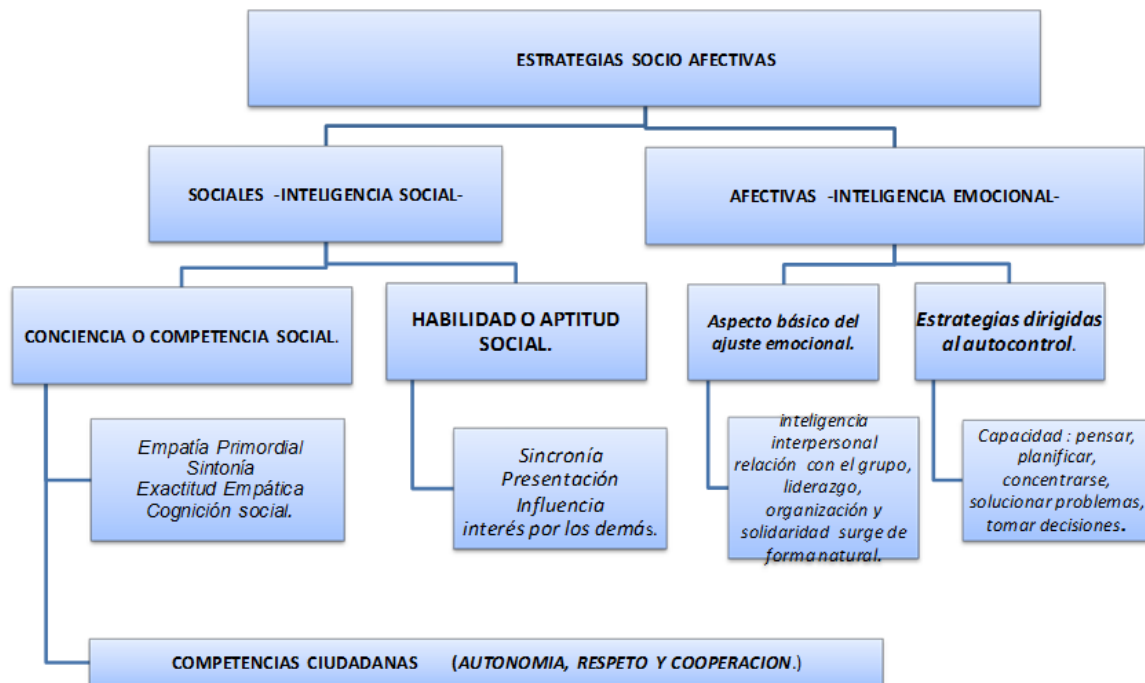 ESTRATEGIAS SOCIO AFECTIVAS
SOCIALES -INTELIGENCIA SOCIAL-
AFECTIVAS -INTELIGENCIA EMOCIONAL-
CONCIENCIA O COMPETENCIA SOCIAL.
HABILIDAD O APTITUD
SOCIAL.
Aspecto básico del
ajuste emocional.
Estrategias dirigidas
al autocontrol.
Empatía Primordial
Sintonía
Exactitud Empática
Cognición social.
Sincronía
Presentación
Influencia
interés por los demás.
inteligencia
interpersonal
relación con el grupo,
liderazgo,
organización y
solidaridad surge de
forma natural.
Capacidad : pensar,
planificar,
concentrarse,
solucionar problemas,
tomar decisiones.
COMPETENCIAS CIUDADANAS (AUTONOMIA, RESPETO Y COOPERACION.)